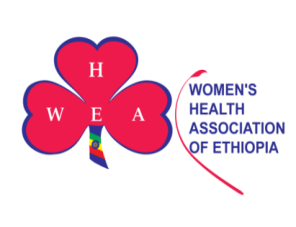 H
W E A
WOMEN'S
HEALTH
ASSOCIATION
OF ETHIOPIA